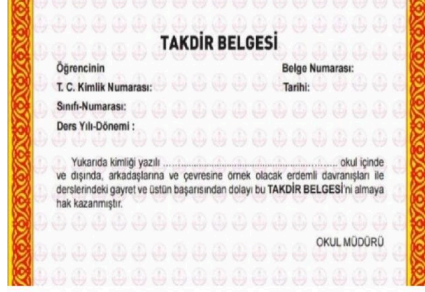 TAKDİR BELGESİ
Öğrencinin Belge Numarası:
T. C. Kimlik Numarası: Tarihi:
Sınıfı-Numarası:
Ders Yılı-Dönemi :
Yukarıda kimliği yazılı .......................................................... okul içinde
ve dışında, arkadaşlarına ve çevresine örnek olacak erdemli davranışları ile
derslerindeki gayret ve üstün başarısından dolayı bu TAKDİR BELGESİ'ni almaya
hak kazanmıştır.
OKUL MÜDÜRÜ